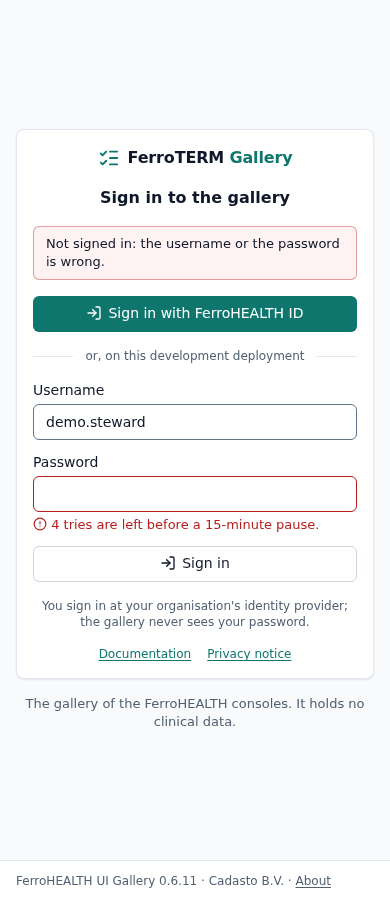 FerroTERM Gallery
Sign in to the gallery
Not signed in: the username or the password
is wrong.
Sign in with FerroHEALTH ID
or, on this development deployment
Username
demo.steward
Password
4 tries are left before a 15-minute pause.
Sign in
You sign in at your organisation's identity provider;
the gallery never sees your password.
Documentation Privacy notice
The gallery of the FerroHEALTH consoles. It holds no
clinical data.
FerroHEALTH UI Gallery 0.6.11 · Cadasto B.V. · About